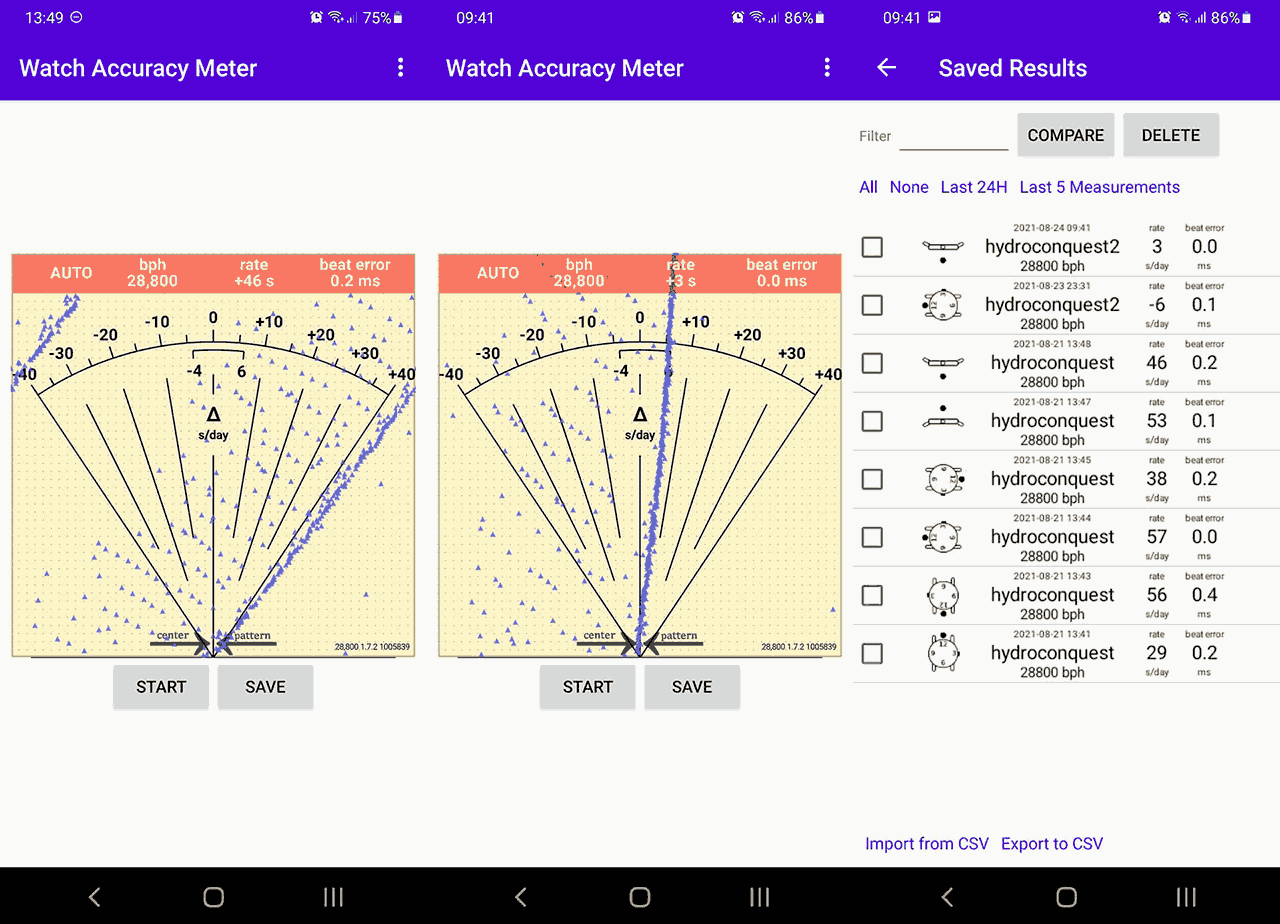 13:49
75%
Watch Accuracy Meter
AUTO
bph
28,800
rate
+46 s
beat error
0.2 ms
-40
-30
-20
-10
0
+10
+20
+30
+40
-4
6
Δ
s/day
center
pattern
28,800 1.7.2 1005839
START
SAVE
09:41
86%
Watch Accuracy Meter
AUTO
bph
28,800
rate
+3 s
beat error
0.0 ms
-40
-30
-20
-10
0
+10
+20
+30
+40
-4
6
Δ
s/day
center
pattern
28,800 1.7.2 1005839
START
SAVE
09:41
86%
Saved Results
Filter
COMPARE
DELETE
All None Last 24H Last 5 Measurements
2021-08-24 09:41 rate beat error
hydroconquest2 3 0.0
28800 bph s/day ms
2021-08-23 23:31 rate beat error
hydroconquest2 -6 0.1
28800 bph s/day ms
2021-08-21 13:48 rate beat error
hydroconquest 46 0.2
28800 bph s/day ms
2021-08-21 13:47 rate beat error
hydroconquest 53 0.1
28800 bph s/day ms
2021-08-21 13:45 rate beat error
hydroconquest 38 0.2
28800 bph s/day ms
2021-08-21 13:44 rate beat error
hydroconquest 57 0.0
28800 bph s/day ms
2021-08-21 13:43 rate beat error
hydroconquest 56 0.4
28800 bph s/day ms
2021-08-21 13:41 rate beat error
hydroconquest 29 0.2
28800 bph s/day ms
Import from CSV Export to CSV